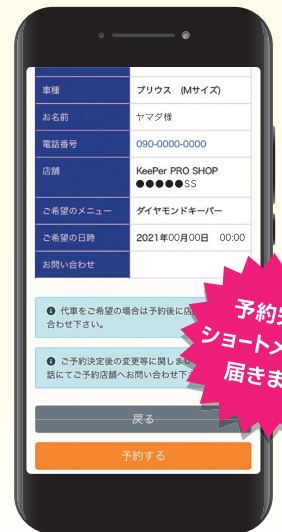 車種 プリウス (Mサイズ)
お名前 ヤマダ様
電話番号 090-0000-0000
店舗 KeePer PRO SHOP
●●●●●SS
ご希望のメニュー ダイヤモンドキーパー
ご希望の日時 2021年00月00日 00:00
お問い合わせ
代車をご希望の場合は予約後に店
合わせ下さい。
ご予約決定後の変更等に関しまし
話にてご予約店舗へお問い合わせ下
予約完
ショートメ
届きま
戻る
予約する